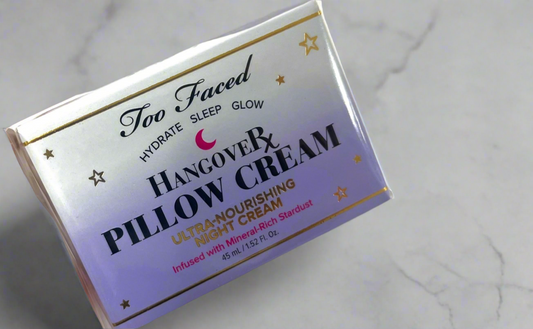 Too Faced
HYDRATE SLEEP GLOW
HANGOVERx
PILLOW CREAM
ULTRA-NOURISHING
NIGHT CREAM
Infused with Mineral-Rich Stardust
45 mL / 1.52 Fl. Oz.